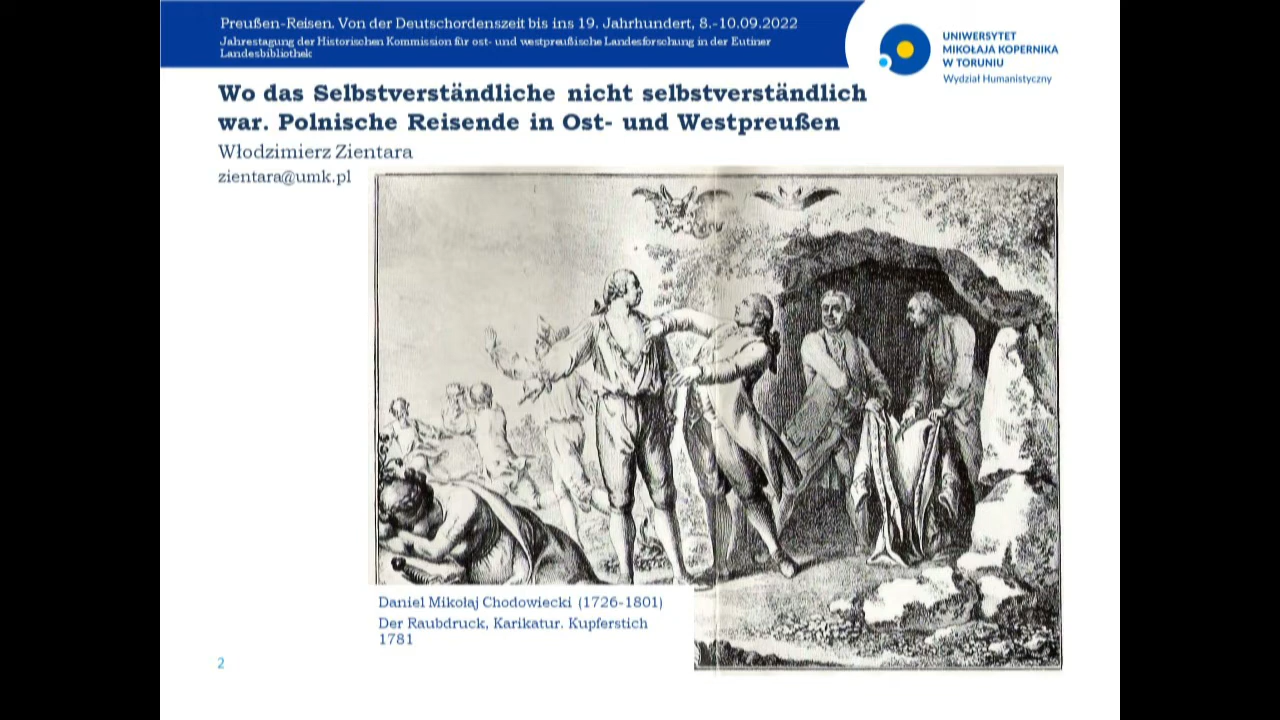 Preußen-Reisen. Von der Deutschordenszeit bis ins 19. Jahrhundert, 8.-10.09.2022
Jahrestagung der Historischen Kommission für ost- und westpreußische Landesforschung in der Eutiner
Landesbibliothek
UNIWERSYTET
MIKOŁAJA KOPERNIKA
W TORUNIU
Wydział Humanistyczny
Wo das Selbstverständliche nicht selbstverständlich
war. Polnische Reisende in Ost- und Westpreußen
Włodzimierz Zientara
zientara@umk.pl
Daniel Mikołaj Chodowiecki (1726-1801)
Der Raubdruck, Karikatur. Kupferstich
1781
2